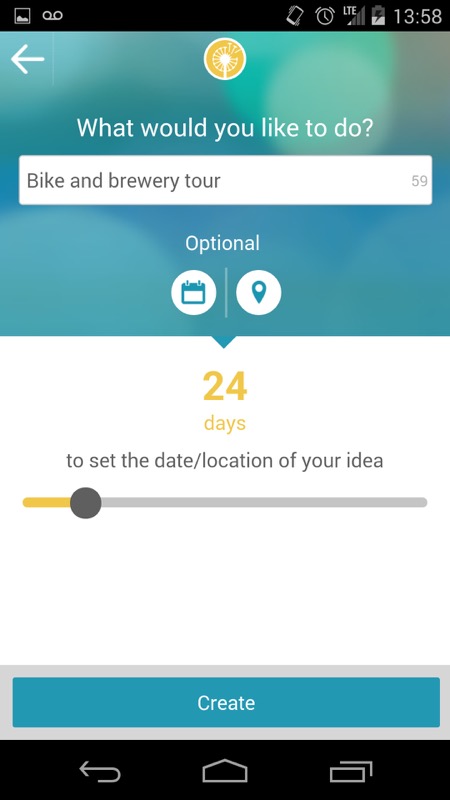 LTE 13:58
What would you like to do?
Bike and brewery tour 59
Optional
24
days
to set the date/location of your idea
Create